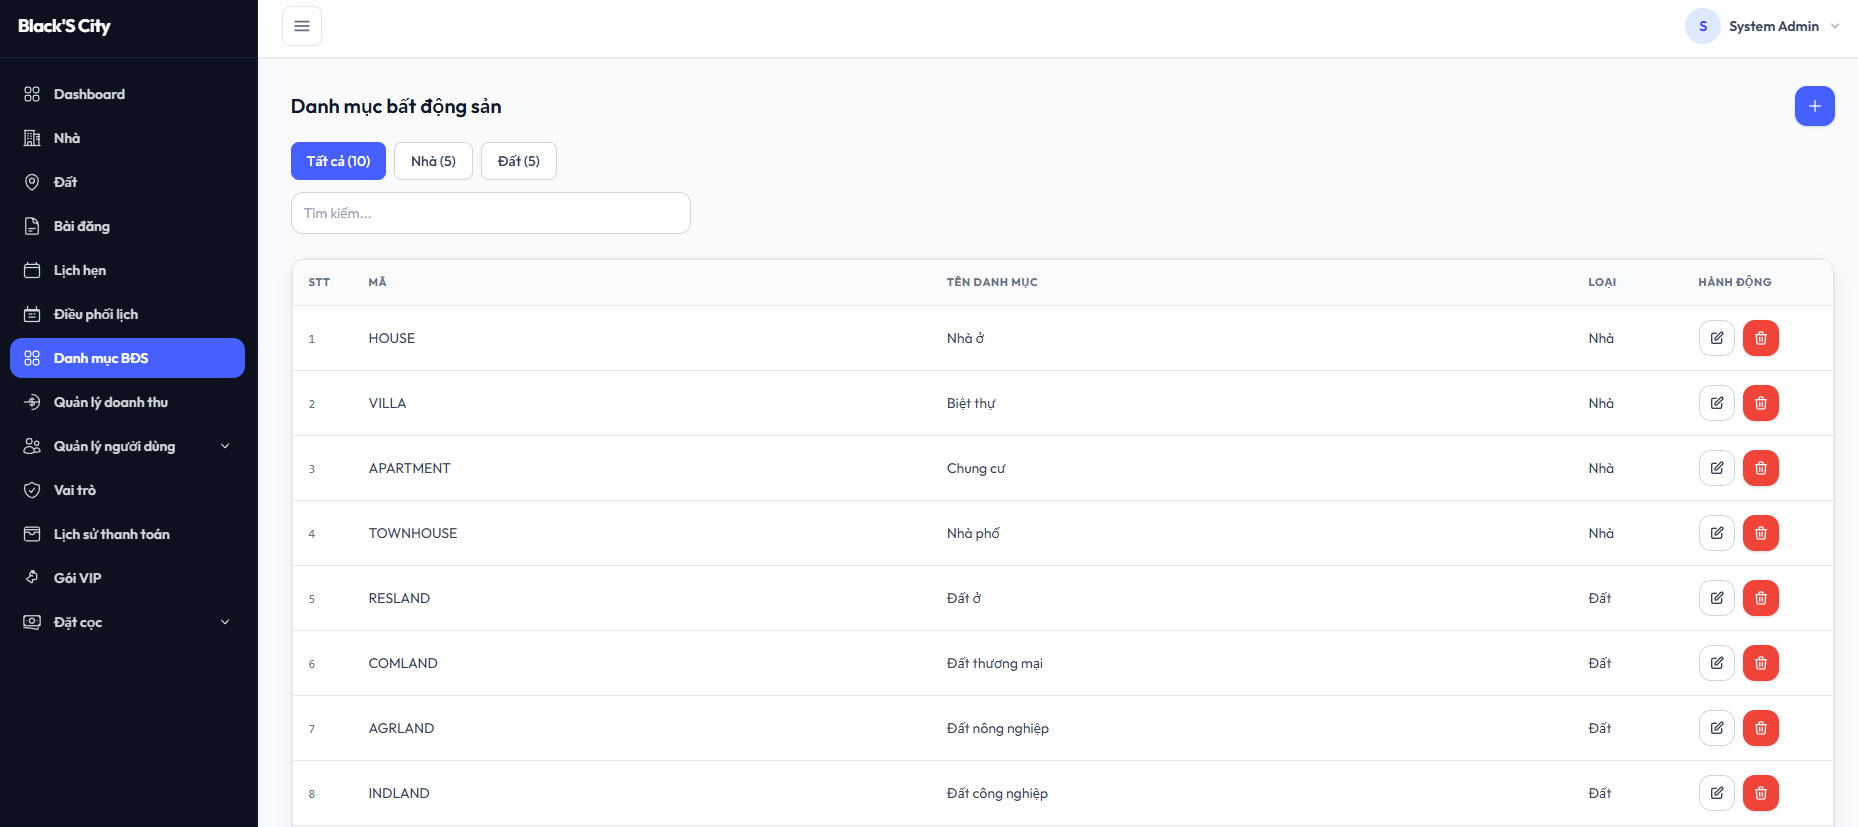 Black'S City
S
System Admin
Dashboard
Nhà
Đất
Bài đăng
Lịch hẹn
Điều phối lịch
Danh mục BĐS
Quản lý doanh thu
Quản lý người dùng
Vai trò
Lịch sử thanh toán
Gói VIP
Đặt cọc
Danh mục bất động sản
Tất cả (10)
Nhà (5)
Đất (5)
Tìm kiếm...
STT MÃ TÊN DANH MỤC LOẠI HÀNH ĐỘNG
1 HOUSE Nhà ở Nhà
2 VILLA Biệt thự Nhà
3 APARTMENT Chung cư Nhà
4 TOWNHOUSE Nhà phố Nhà
5 RESLAND Đất ở Đất
6 COMLAND Đất thương mại Đất
7 AGRLAND Đất nông nghiệp Đất
8 INDLAND Đất công nghiệp Đất